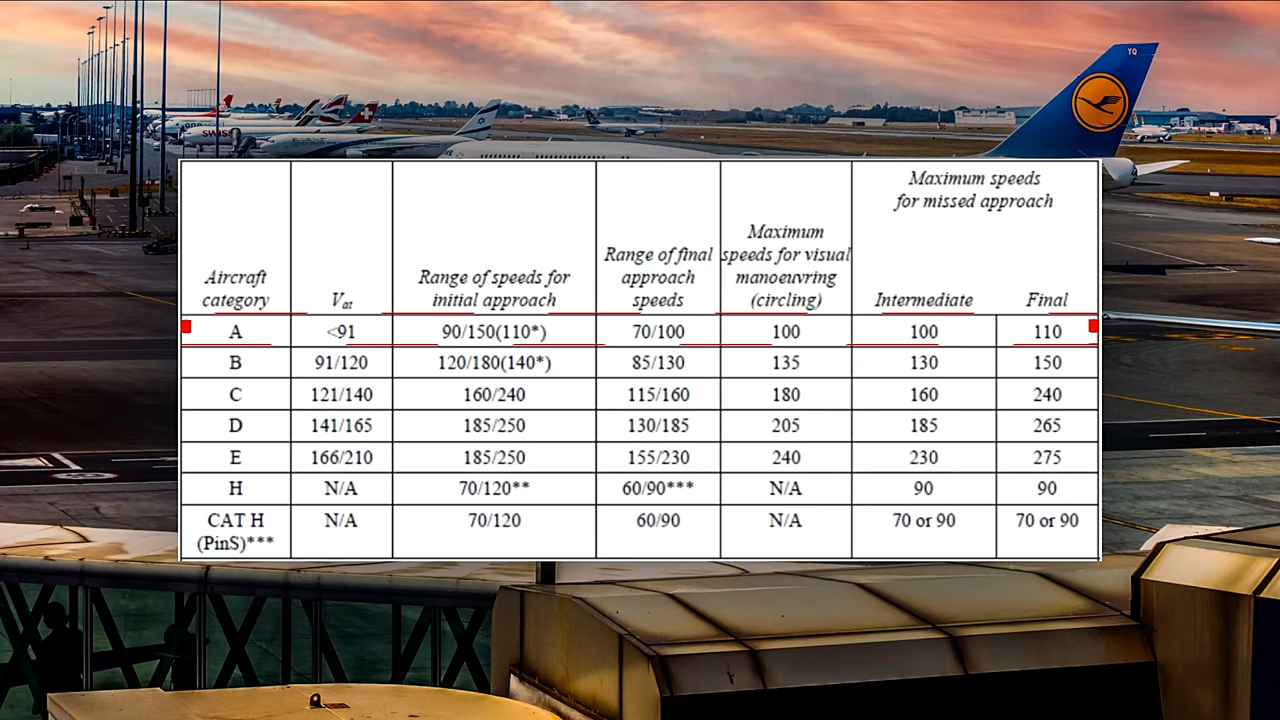 YQ
SWISS
Maximum speeds
for missed approach
Maximum
speeds for visual
manoeuvring
(circling)
Range of final
approach
speeds
Aircraft
category
V_at
Range of speeds for
initial approach
Intermediate
Final
A <91 90/150(110*) 70/100 100 100 110
B 91/120 120/180(140*) 85/130 135 130 150
C 121/140 160/240 115/160 180 160 240
D 141/165 185/250 130/185 205 185 265
E 166/210 185/250 155/230 240 230 275
H N/A 70/120** 60/90*** N/A 90 90
CAT H N/A 70/120 60/90 N/A 70 or 90 70 or 90
(PinS)***